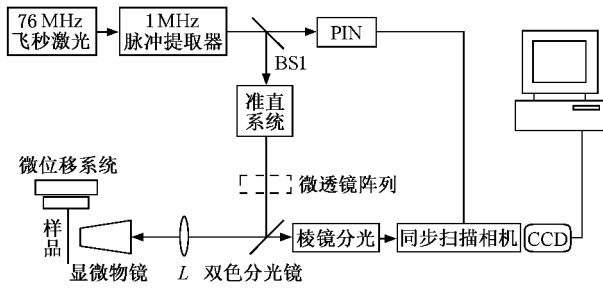 76 MHz
飞秒激光
1 MHz
脉冲提取器
PIN
BS1
准直
系统
微位移系统
微透镜阵列
样
品
棱镜分光
同步扫描相机
CCD
显微物镜
L
双色分光镜